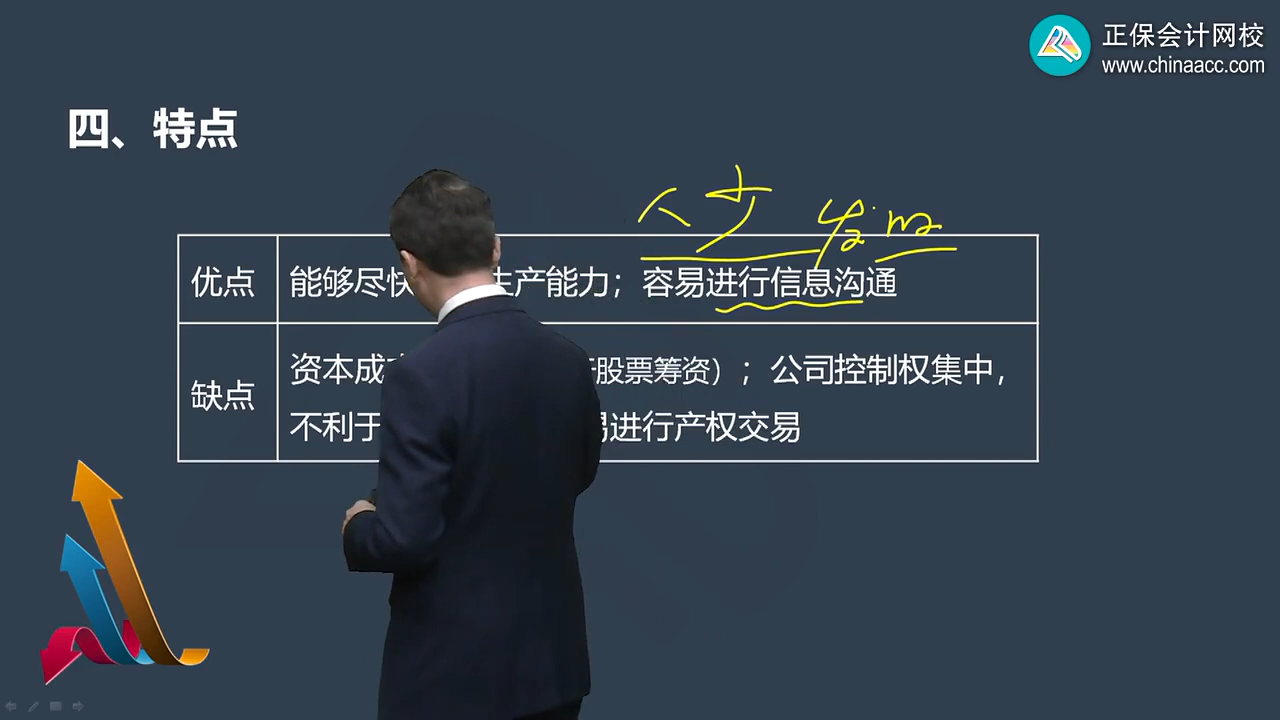 正保会计网校
www.chinaacc.com
四、特点
人少
优点
能够尽快 生产能力；容易进行信息沟通
缺点
资本成 股票筹资）；公司控制权集中，
不利于 进行产权交易